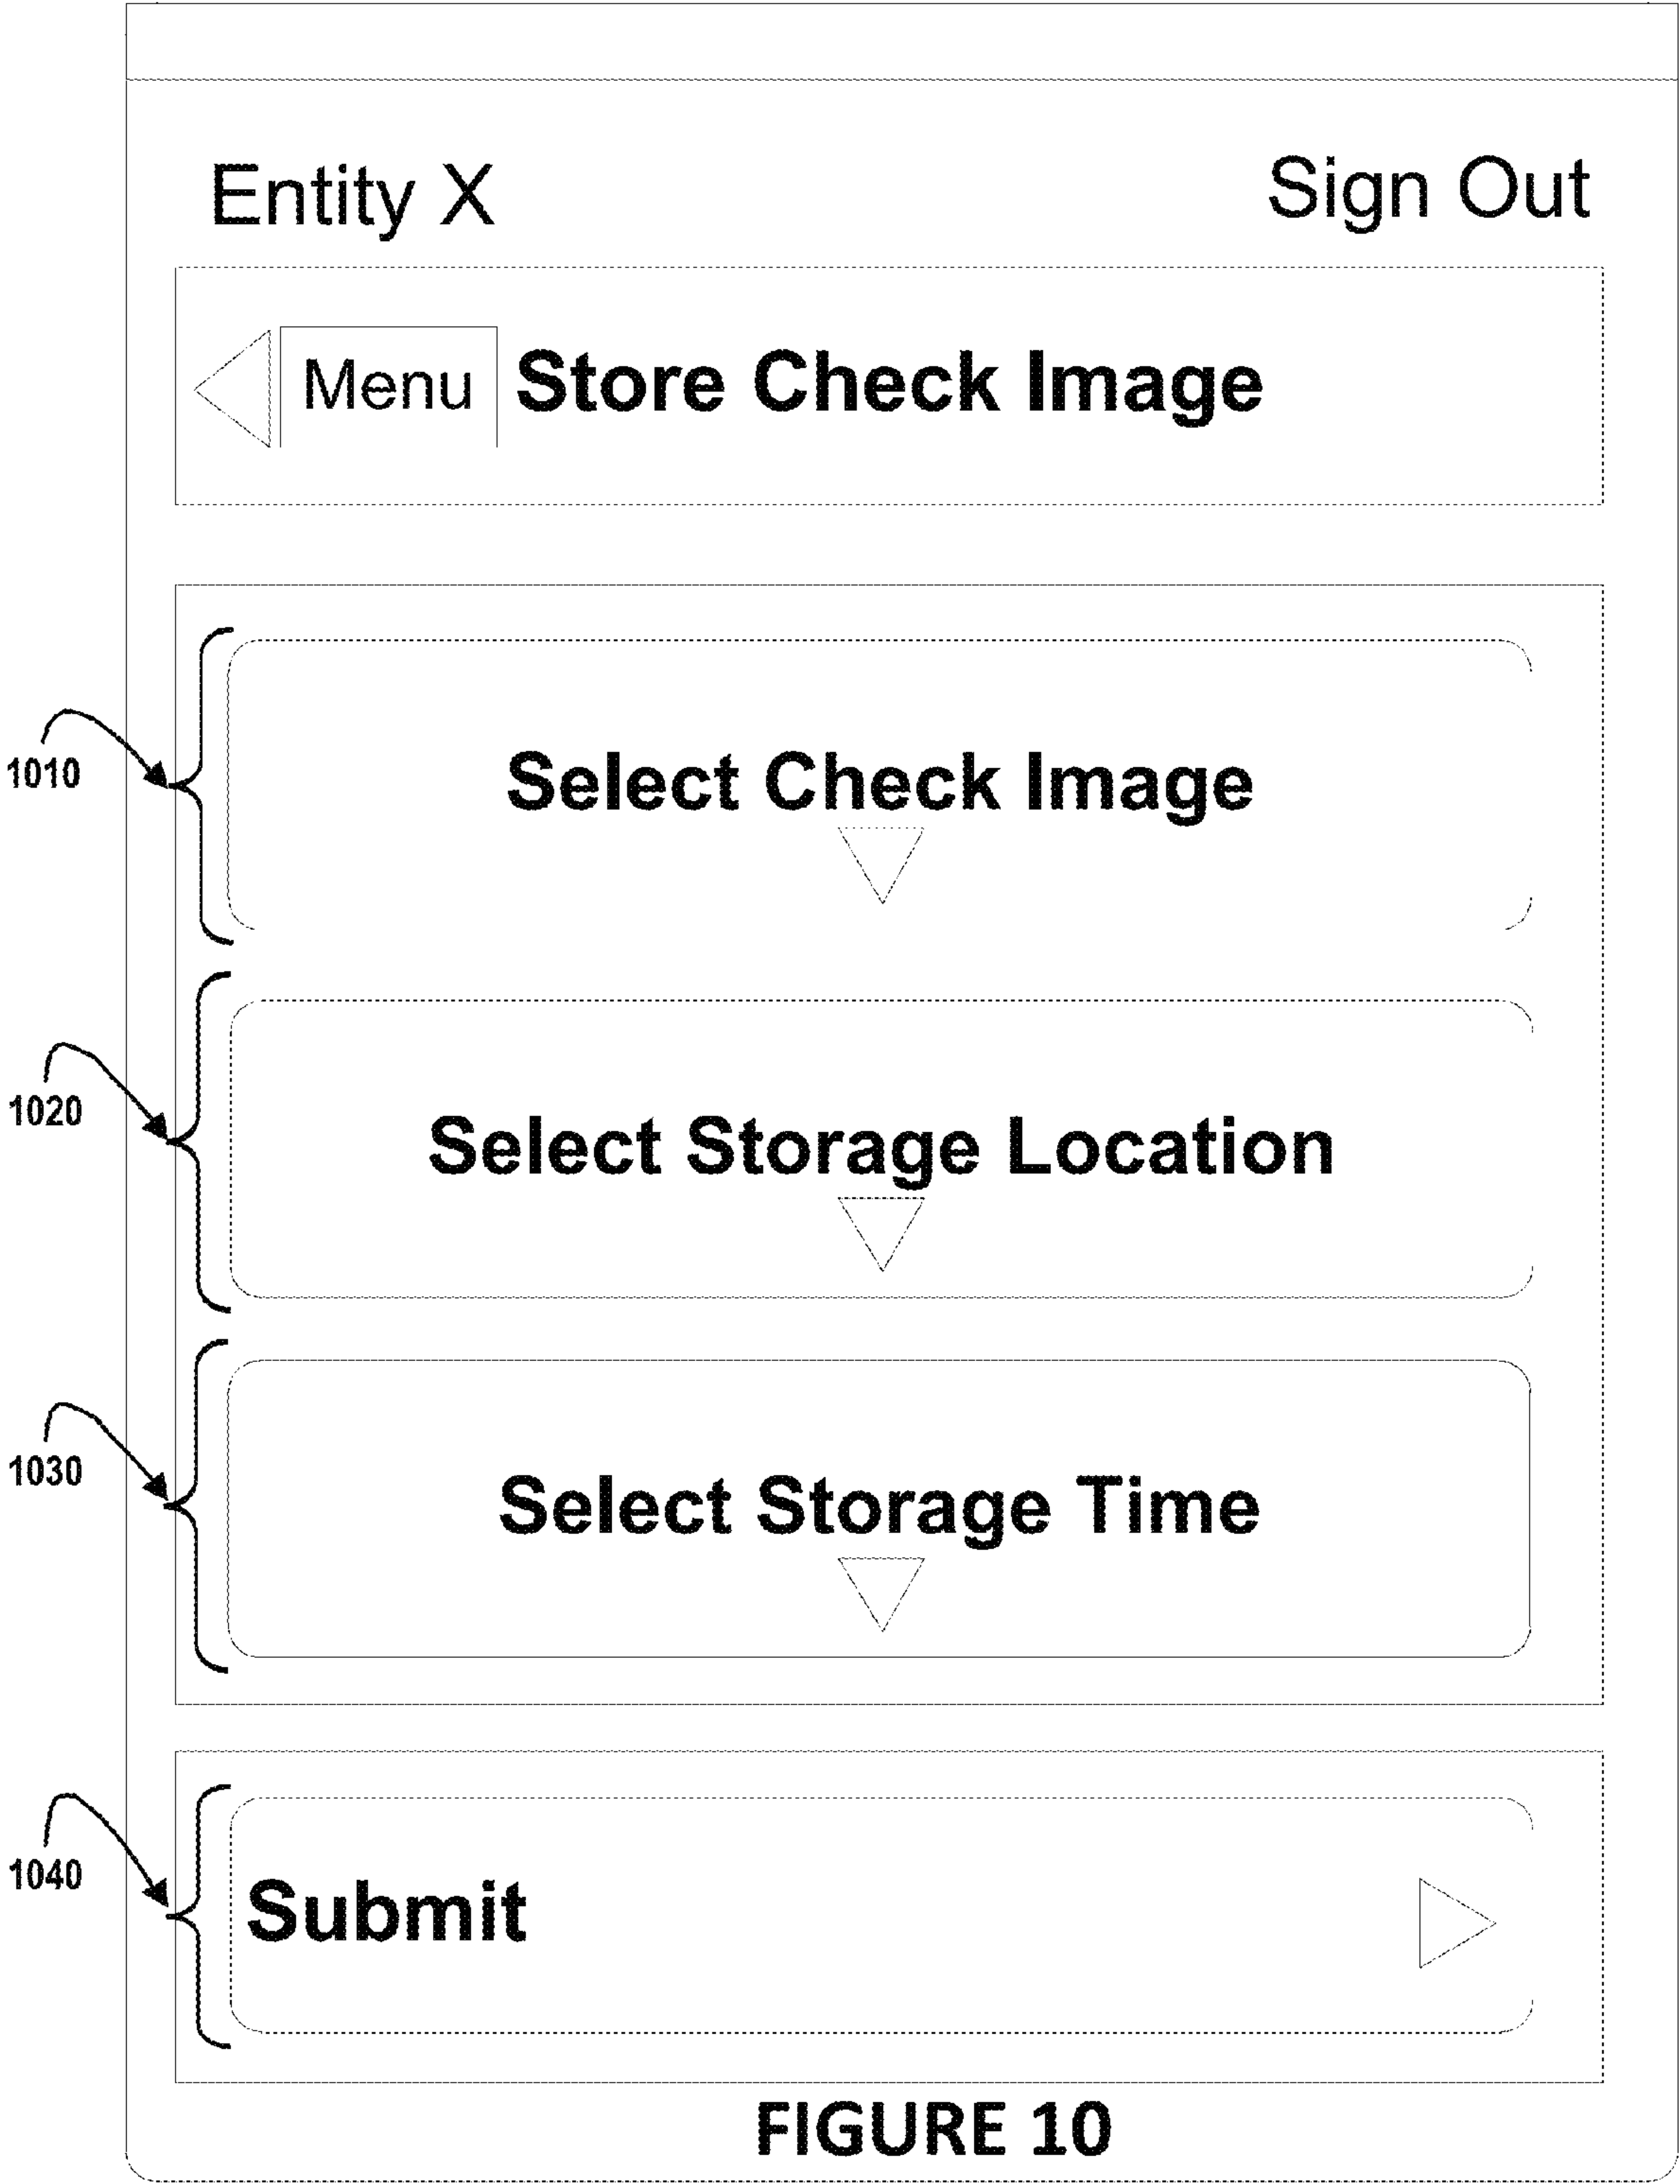 Entity X Sign Out
Menu Store Check Image
1010
Select Check Image
1020
Select Storage Location
1030
Select Storage Time
1040
Submit
FIGURE 10